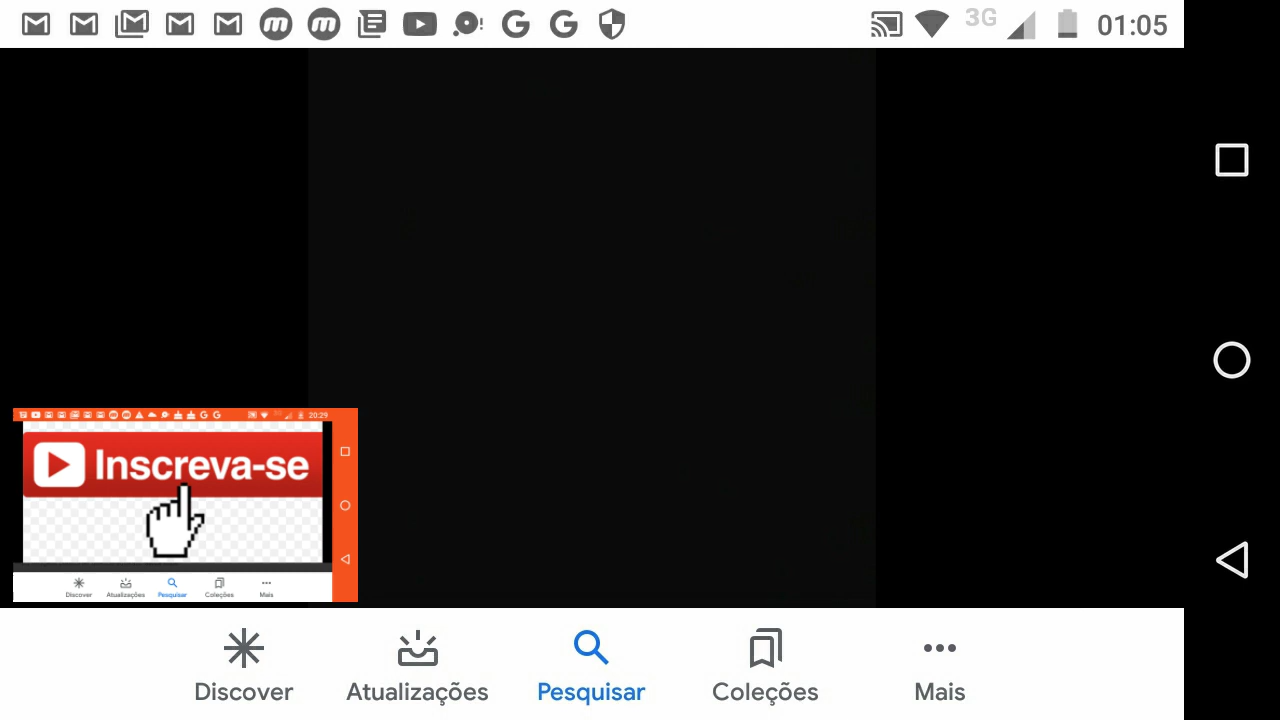 3G 01:05
20:29
Inscreva-se
Discover Atualizações Pesquisar Coleções Mais
Discover Atualizações Pesquisar Coleções Mais